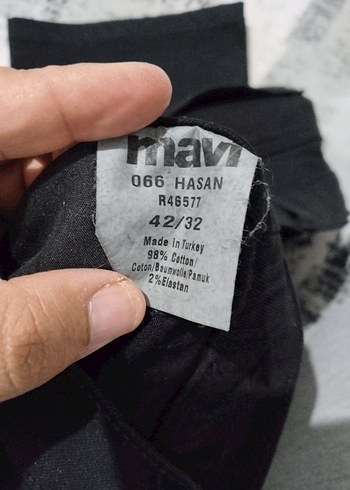 mavi
066 HASAN
R46577
42/32
Made in Turkey
98% Cotton/
Coton/Baumwolle/Pamuk
2%Elastan